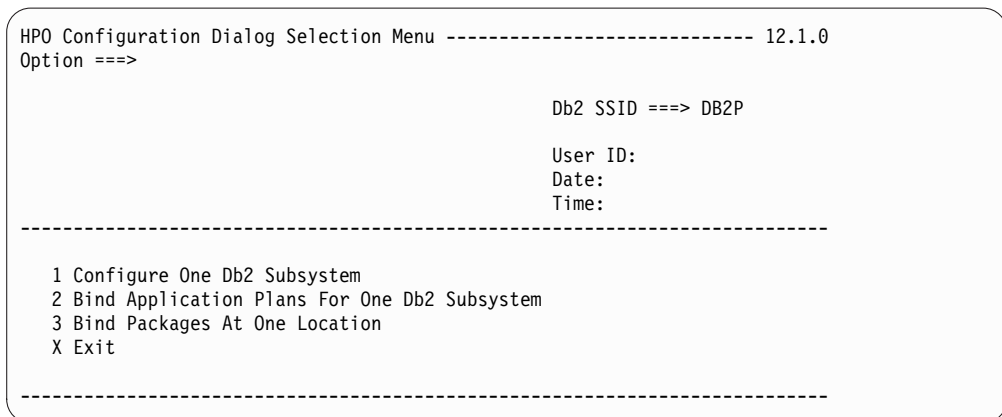 HPO Configuration Dialog Selection Menu ----------------------------- 12.1.0
Option ===>
Db2 SSID ===> DB2P
User ID:
Date:
Time:
----------------------------------------------------------------------------
1 Configure One Db2 Subsystem
2 Bind Application Plans For One Db2 Subsystem
3 Bind Packages At One Location
X Exit
----------------------------------------------------------------------------